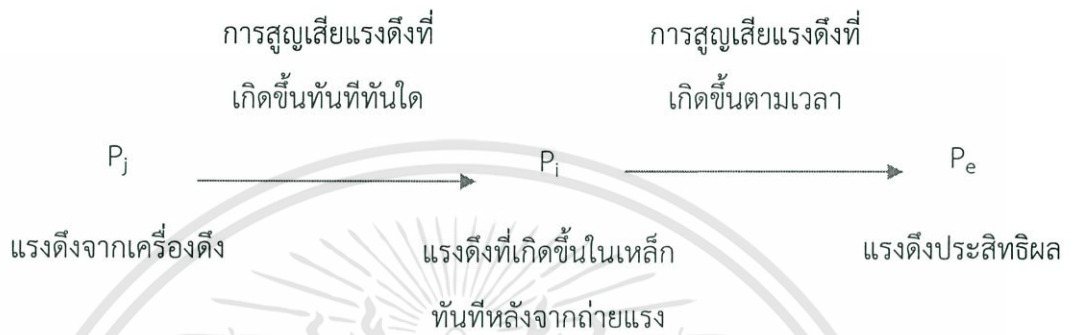 การสูญเสียแรงดึงที่ การสูญเสียแรงดึงที่
เกิดขึ้นทันทีทันใด เกิดขึ้นตามเวลา
Pj Pi Pe
แรงดึงจากเครื่องดึง แรงดึงที่เกิดขึ้นในเหล็ก แรงดึงประสิทธิผล
ทันทีหลังจากถ่ายแรง